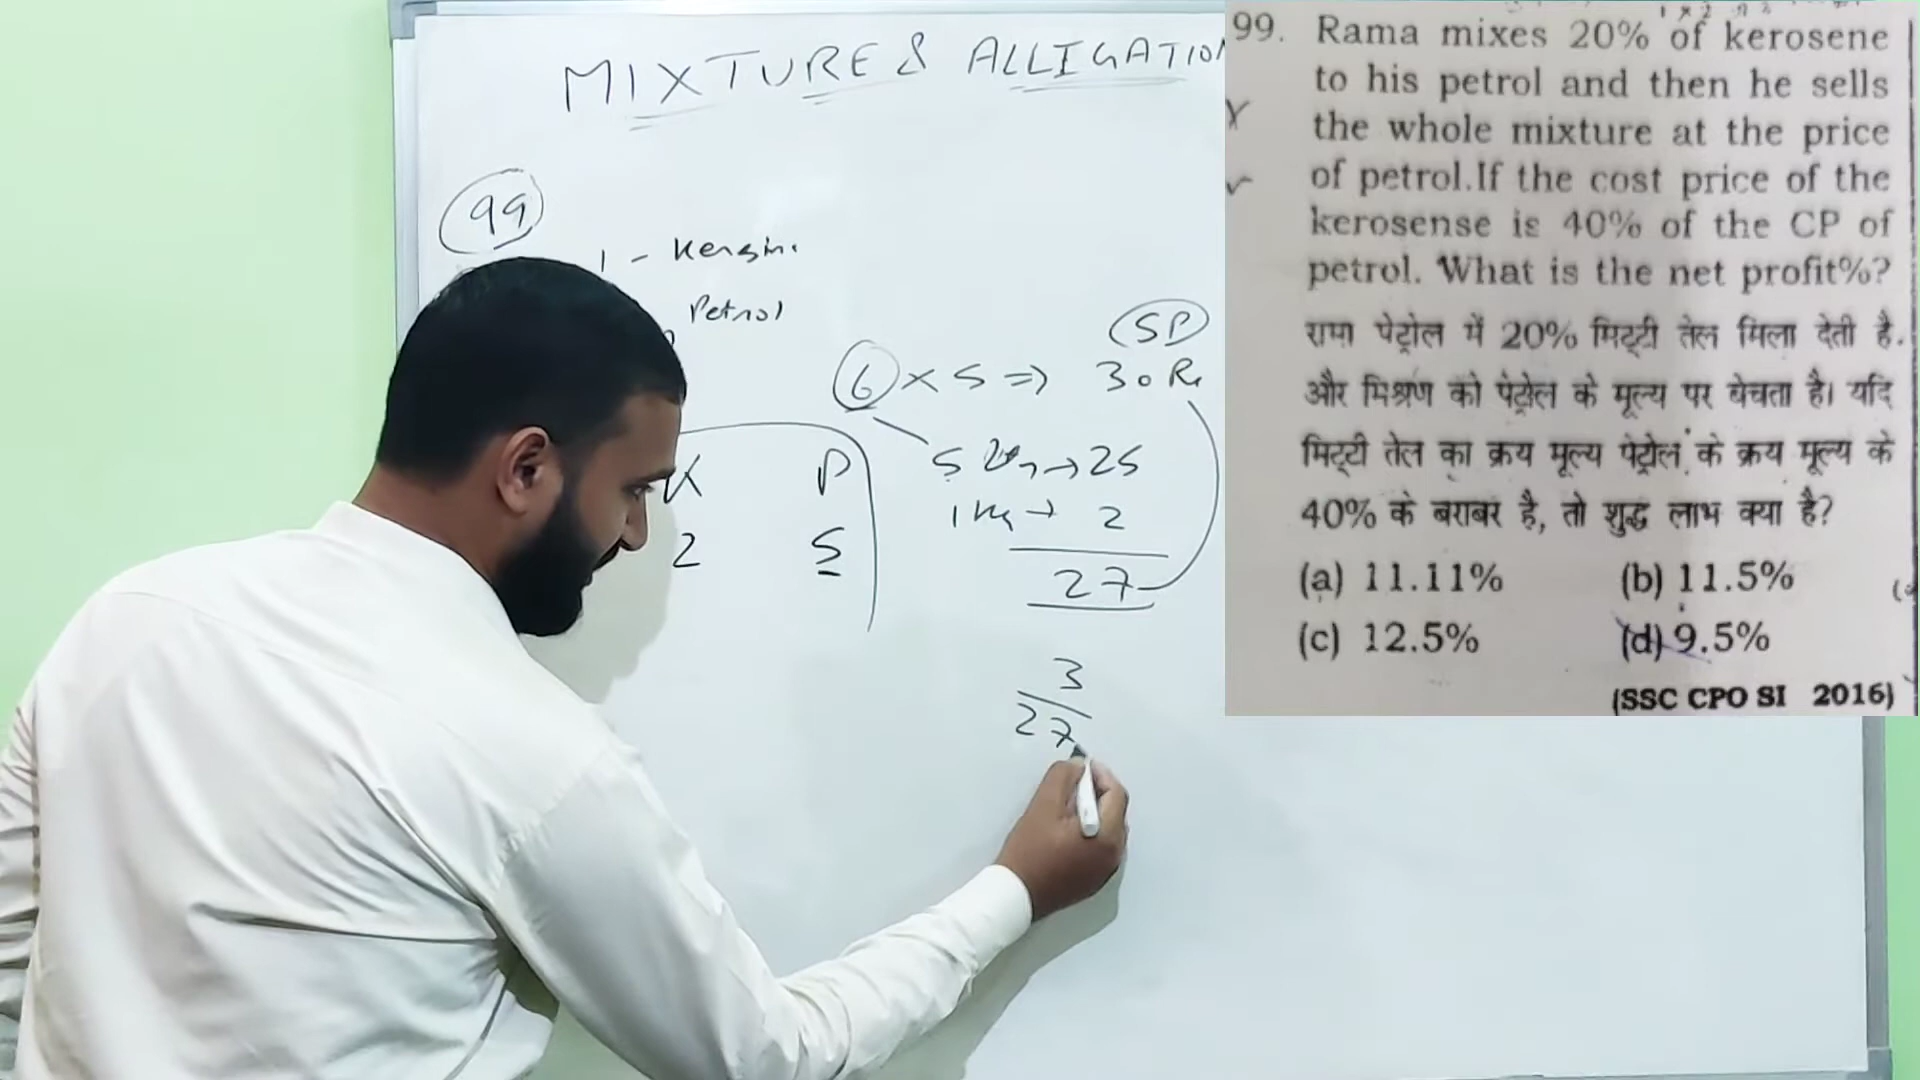 MIXTURE & ALLIGATION
99
1 - Kerosin.
Petrol
SP
6 x 5 => 30 Rs
K P
2 5
→ 25
1 kg → 2
27
3
27
99. Rama mixes 20% of kerosene
to his petrol and then he sells
the whole mixture at the price
of petrol.If the cost price of the
kerosense is 40% of the CP of
petrol. What is the net profit%?
रामा पेट्रोल में 20% मिट्टी तेल मिला देती है.
और मिश्रण को पेट्रोल के मूल्य पर बेचता है। यदि
मिट्टी तेल का क्रय मूल्य पेट्रोल के क्रय मूल्य के
40% के बराबर है, तो शुद्ध लाभ क्या है?
(a) 11.11% (b) 11.5%
(c) 12.5% (d) 9.5%
(SSC CPO SI 2016)